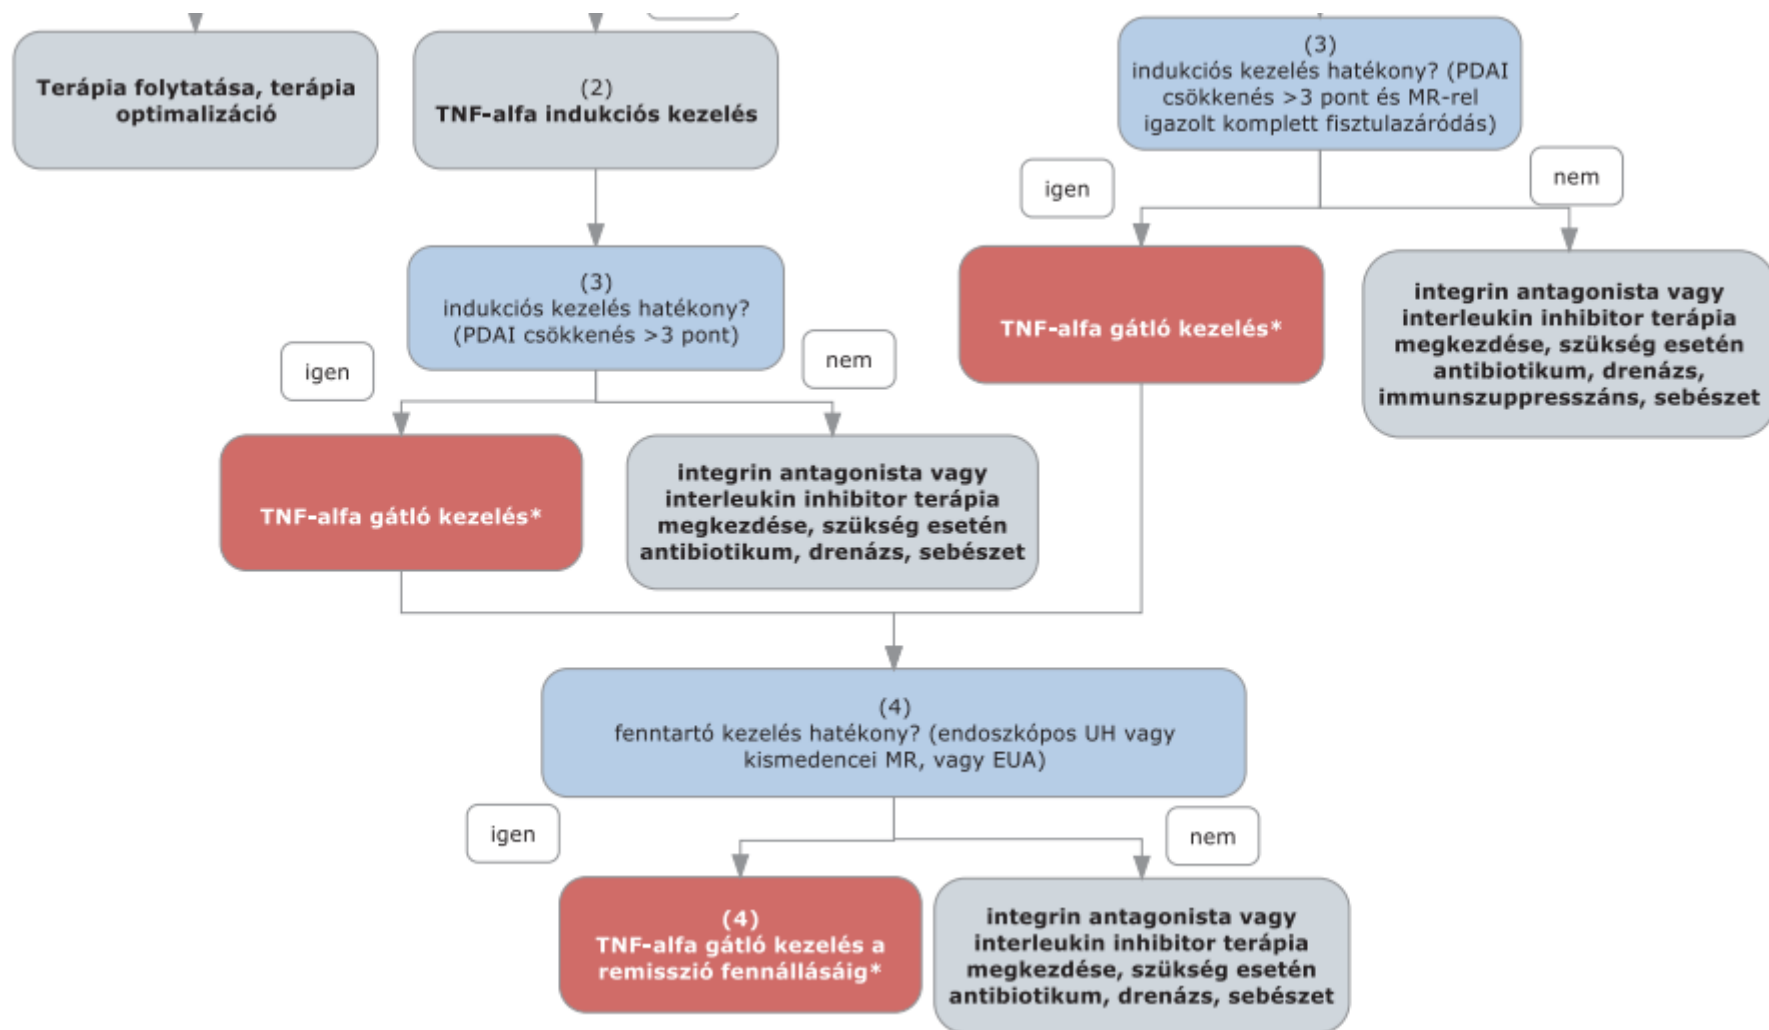 Terápia folytatása, terápia
optimalizáció
(2)
TNF-alfa indukciós kezelés
(3)
indukciós kezelés hatékony? (PDAI
csökkenés >3 pont és MR-rel
igazolt komplett fisztulazáródás)
igen
nem
(3)
indukciós kezelés hatékony?
(PDAI csökkenés >3 pont)
TNF-alfa gátló kezelés*
integrin antagonista vagy
interleukin inhibitor terápia
megkezdése, szükség esetén
antibiotikum, drenázs,
immunszuppresszáns, sebészet
igen
nem
TNF-alfa gátló kezelés*
integrin antagonista vagy
interleukin inhibitor terápia
megkezdése, szükség esetén
antibiotikum, drenázs, sebészet
(4)
fenntartó kezelés hatékony? (endoszkópos UH vagy
kismedencei MR, vagy EUA)
igen
nem
(4)
TNF-alfa gátló kezelés a
remisszió fennállásáig*
integrin antagonista vagy
interleukin inhibitor terápia
megkezdése, szükség esetén
antibiotikum, drenázs, sebészet